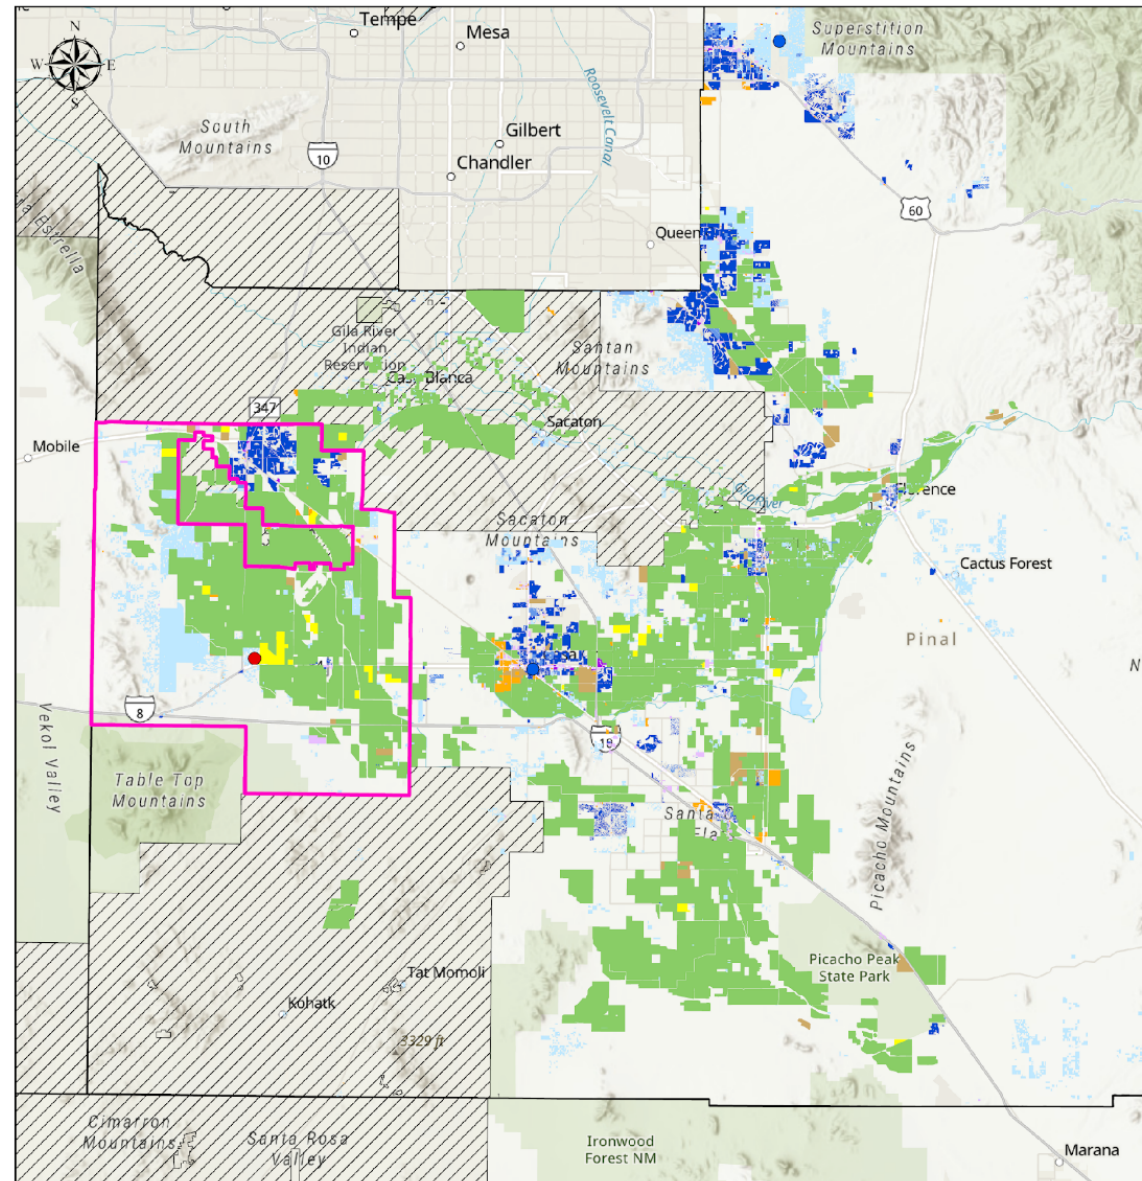 Tempe
Mesa
Superstition
Mountains
N
W
E
S
South
Mountains
10
Gilbert
Chandler
Roosevelt Canal
60
Queen
Estrella
Gila River
Indian
Reservation
Casa Blanca
Santan
Mountains
347
Sacaton
Mobile
Gila River
Florence
Sacaton
Mountains
Cactus Forest
Pinal
N
8
Vekol Valley
Table Top
Mountains
Santa
Picacho Mountains
Picacho Peak
State Park
Tat Momoli
Kohatk
3329 ft
Cimarron
Mountains
Santa Rosa
Valley
Ironwood
Forest NM
Marana